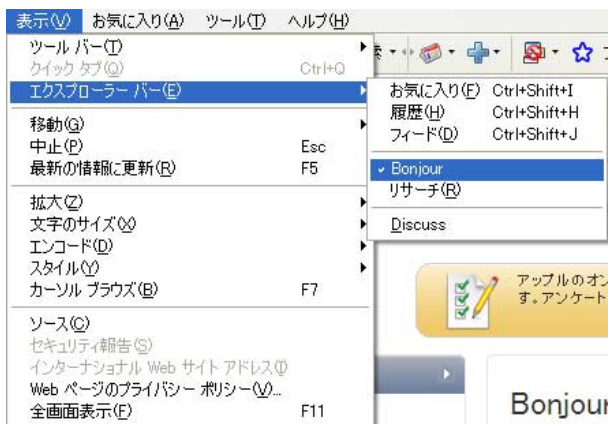 表示(V) お気に入り(A) ツール(T) ヘルプ(H)
ツール バー(T)
クイック タブ(Q) Ctrl+Q
エクスプローラー バー(E)
移動(G)
中止(P) Esc
最新の情報に更新(R) F5
拡大(Z)
文字のサイズ(X)
エンコード(D)
スタイル(Y)
カーソル ブラウズ(B) F7
ソース(C)
セキュリティ報告(S)
インターナショナル Web サイト アドレス(I)
Web ページのプライバシー ポリシー(V)...
全画面表示(F) F11
お気に入り(F) Ctrl+Shift+I
履歴(H) Ctrl+Shift+H
フィード(D) Ctrl+Shift+J
Bonjour
リサーチ(R)
Discuss
アップルのオン
す。アンケート
Bonjour